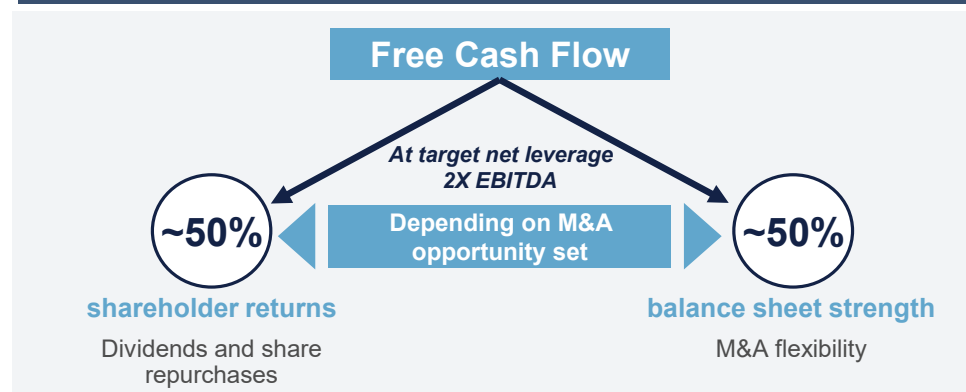 Free Cash Flow
At target net leverage
2X EBITDA
~50%
Depending on M&A
opportunity set
~50%
shareholder returns
balance sheet strength
Dividends and share
repurchases
M&A flexibility